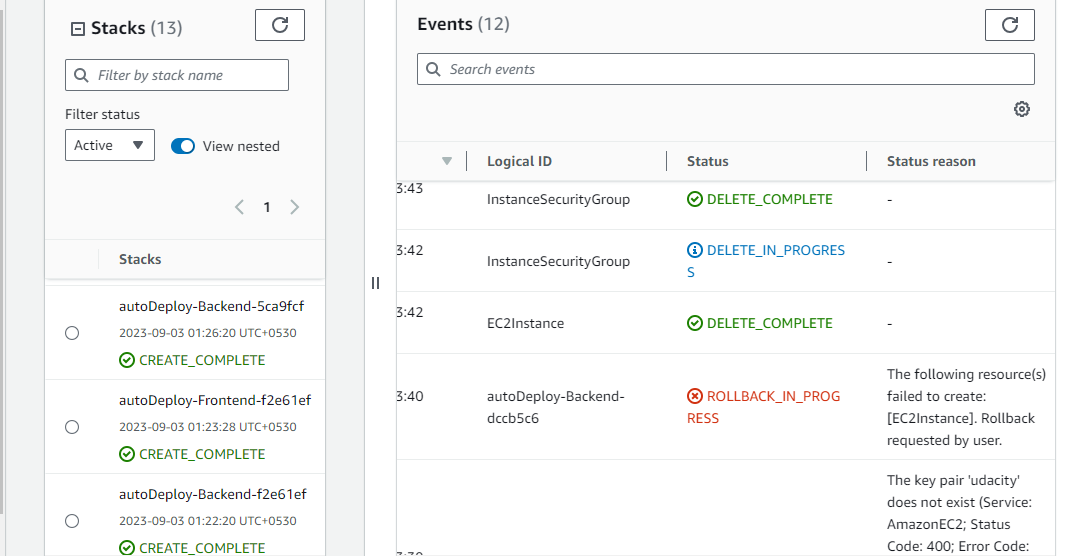 Stacks (13)
Filter by stack name
Filter status
Active
View nested
1
Stacks
autoDeploy-Backend-5ca9fcf
2023-09-03 01:26:20 UTC+0530
CREATE_COMPLETE
autoDeploy-Frontend-f2e61ef
2023-09-03 01:23:28 UTC+0530
CREATE_COMPLETE
autoDeploy-Backend-f2e61ef
2023-09-03 01:22:20 UTC+0530
CREATE_COMPLETE
Events (12)
Search events
Logical ID
Status
Status reason
3:43
InstanceSecurityGroup
DELETE_COMPLETE
-
3:42
InstanceSecurityGroup
DELETE_IN_PROGRES
S
-
3:42
EC2Instance
DELETE_COMPLETE
-
3:40
autoDeploy-Backend-
dccb5c6
ROLLBACK_IN_PROG
RESS
The following resource(s)
failed to create:
[EC2Instance]. Rollback
requested by user.
The key pair 'udacity'
does not exist (Service:
AmazonEC2; Status
Code: 400; Error Code: